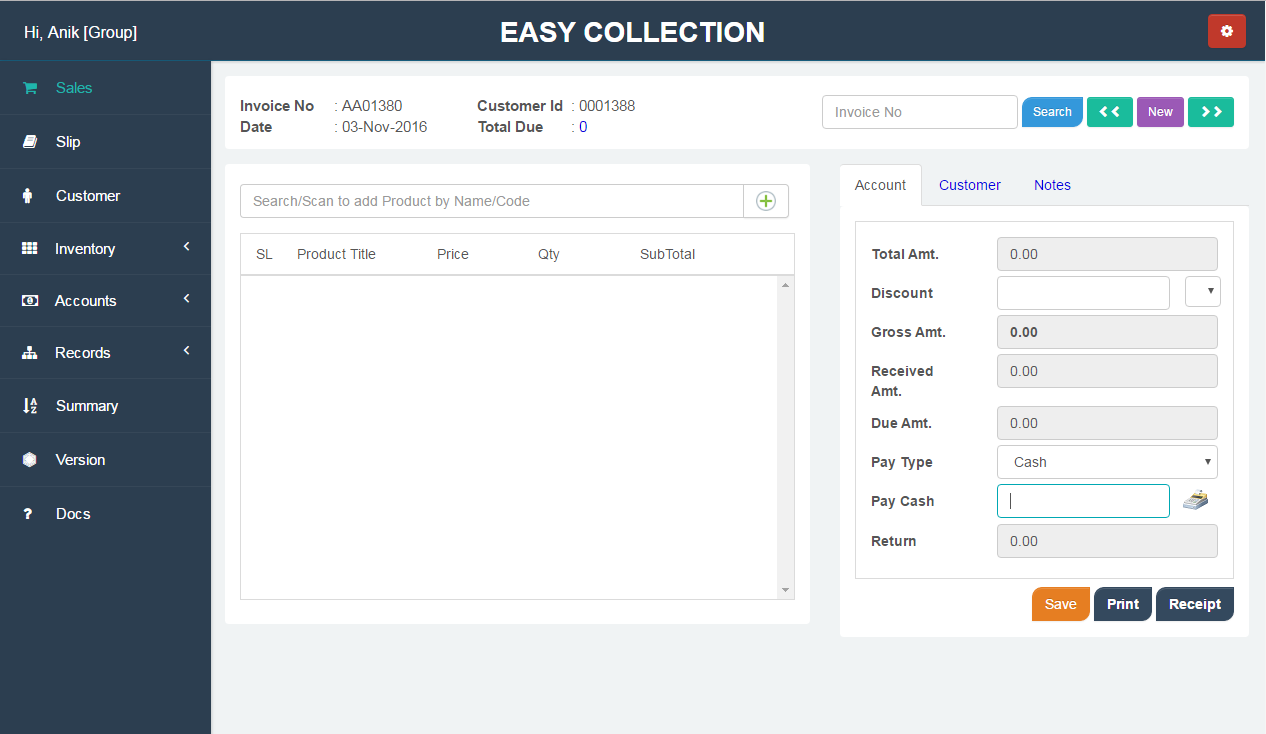 Hi, Anik [Group]
EASY COLLECTION
Sales
Slip
Customer
Inventory
Accounts
Records
Summary
Version
Docs
Invoice No : AA01380 Customer Id : 0001388
Date : 03-Nov-2016 Total Due : 0
Invoice No Search << New >>
Search/Scan to add Product by Name/Code
SL Product Title Price Qty SubTotal
Account Customer Notes
Total Amt. 0.00
Discount
Gross Amt. 0.00
Received Amt. 0.00
Due Amt. 0.00
Pay Type Cash
Pay Cash
Return 0.00
Save Print Receipt